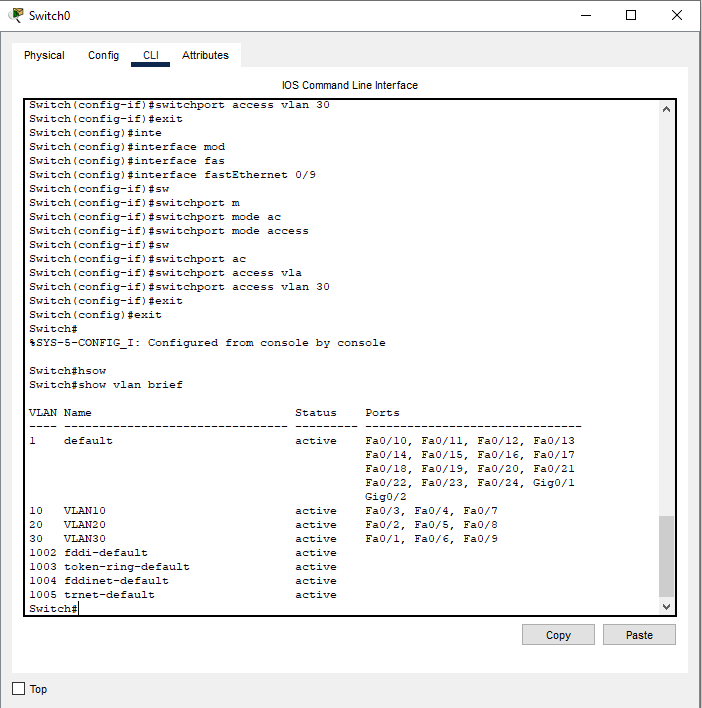 Switch0
Physical Config CLI Attributes
IOS Command Line Interface
Switch(config-if)#switchport access vlan 30
Switch(config-if)#exit
Switch(config)#inte
Switch(config)#interface mod
Switch(config)#interface fas
Switch(config)#interface fastEthernet 0/9
Switch(config-if)#sw
Switch(config-if)#switchport m
Switch(config-if)#switchport mode ac
Switch(config-if)#switchport mode access
Switch(config-if)#sw
Switch(config-if)#switchport ac
Switch(config-if)#switchport access vla
Switch(config-if)#switchport access vlan 30
Switch(config-if)#exit
Switch(config)#exit
Switch#
%SYS-5-CONFIG_I: Configured from console by console
Switch#hsow
Switch#show vlan brief
VLAN Name Status Ports
---- -------------------------------- --------- -------------------------------
1 default active Fa0/10, Fa0/11, Fa0/12, Fa0/13
Fa0/14, Fa0/15, Fa0/16, Fa0/17
Fa0/18, Fa0/19, Fa0/20, Fa0/21
Fa0/22, Fa0/23, Fa0/24, Gig0/1
Gig0/2
10 VLAN10 active Fa0/3, Fa0/4, Fa0/7
20 VLAN20 active Fa0/2, Fa0/5, Fa0/8
30 VLAN30 active Fa0/1, Fa0/6, Fa0/9
1002 fddi-default active
1003 token-ring-default active
1004 fddinet-default active
1005 trnet-default active
Switch#
Copy Paste
Top